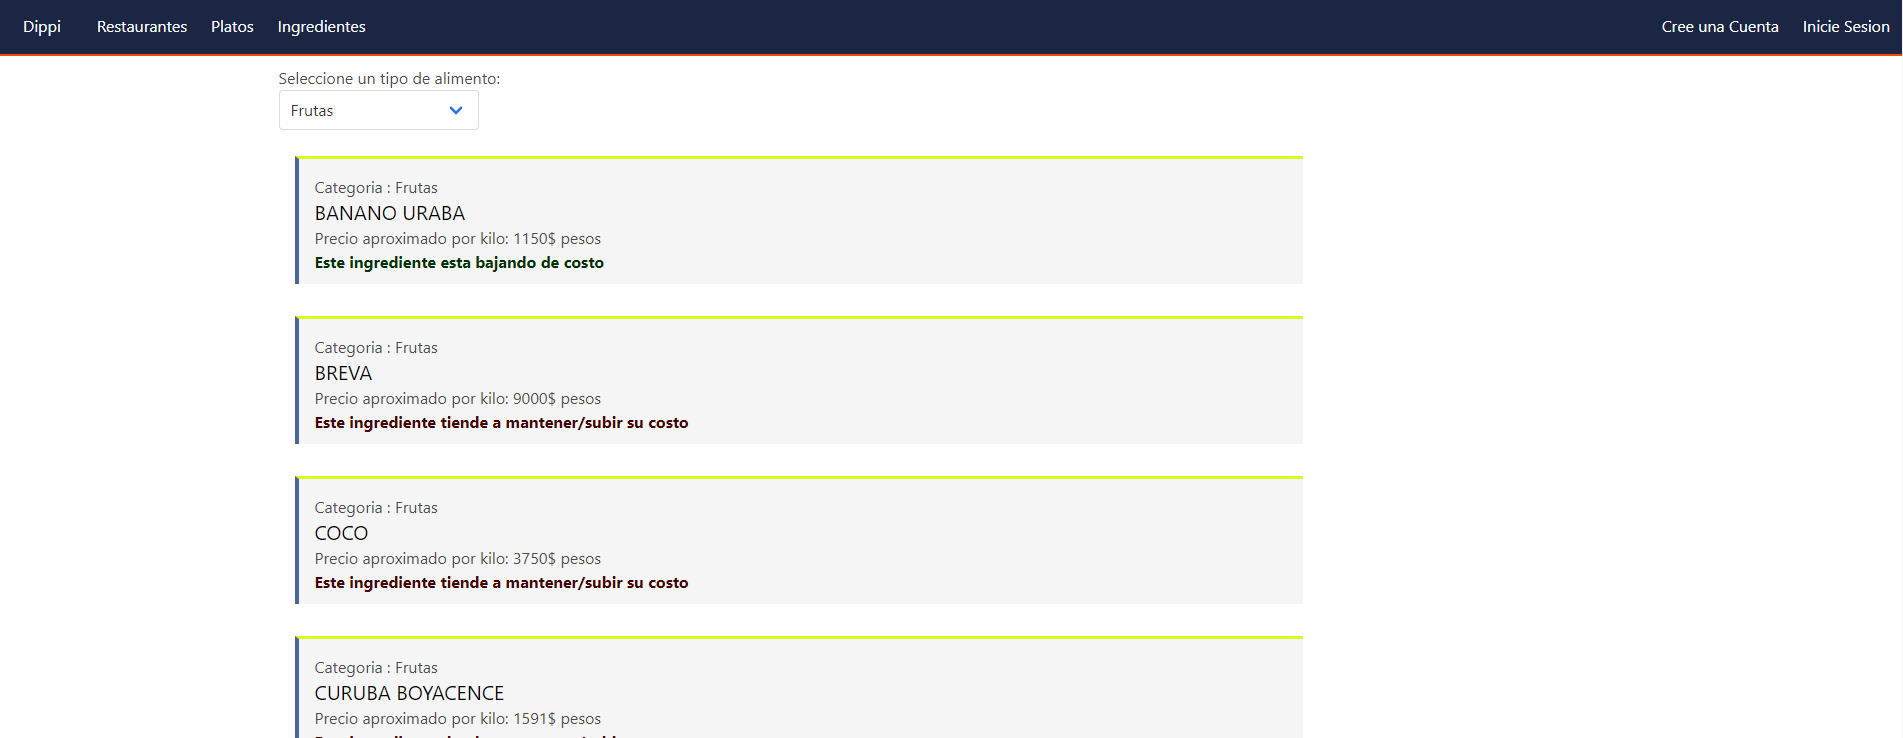 Dippi Restaurantes Platos Ingredientes Cree una Cuenta Inicie Sesion
Seleccione un tipo de alimento:
Frutas
Categoria : Frutas
BANANO URABA
Precio aproximado por kilo: 1150$ pesos
Este ingrediente esta bajando de costo
Categoria : Frutas
BREVA
Precio aproximado por kilo: 9000$ pesos
Este ingrediente tiende a mantener/subir su costo
Categoria : Frutas
COCO
Precio aproximado por kilo: 3750$ pesos
Este ingrediente tiende a mantener/subir su costo
Categoria : Frutas
CURUBA BOYACENCE
Precio aproximado por kilo: 1591$ pesos